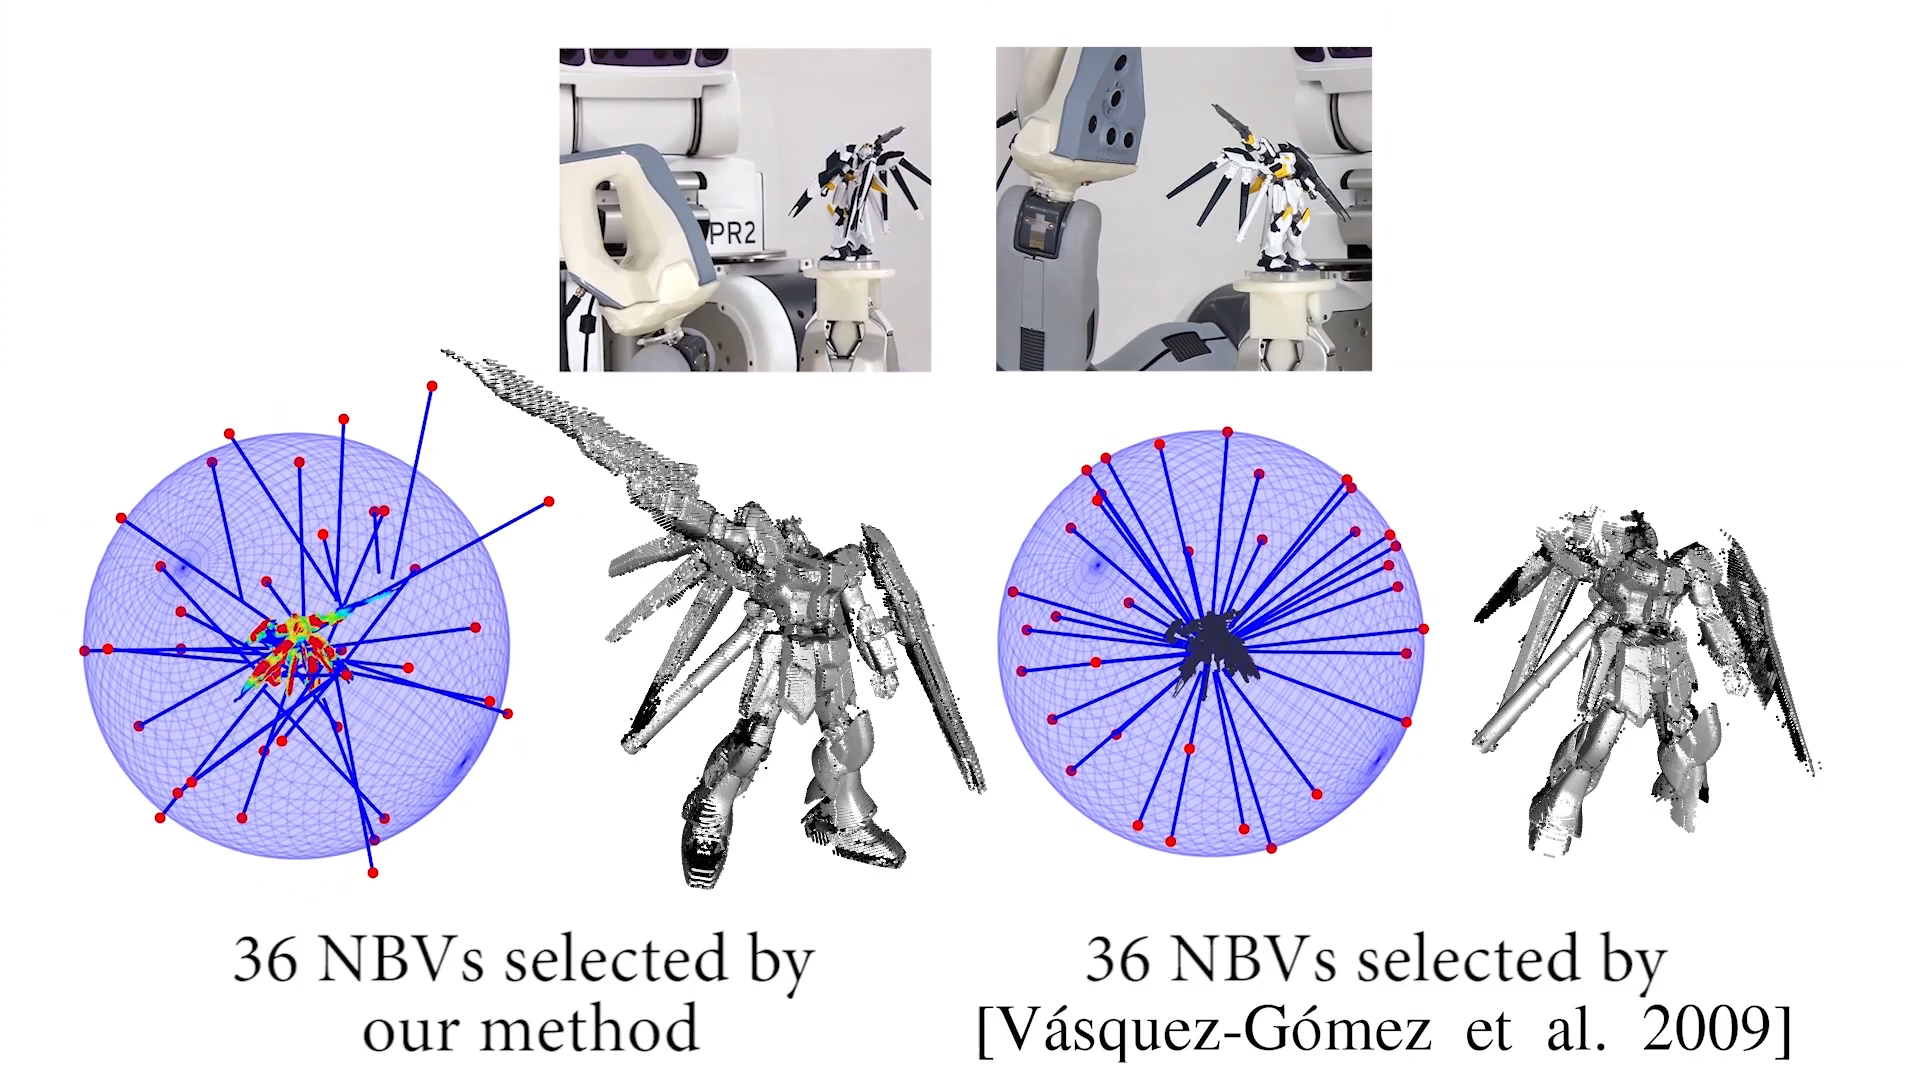 PR2
36 NBVs selected by
our method
36 NBVs selected by
[Vásquez-Gómez et al. 2009]